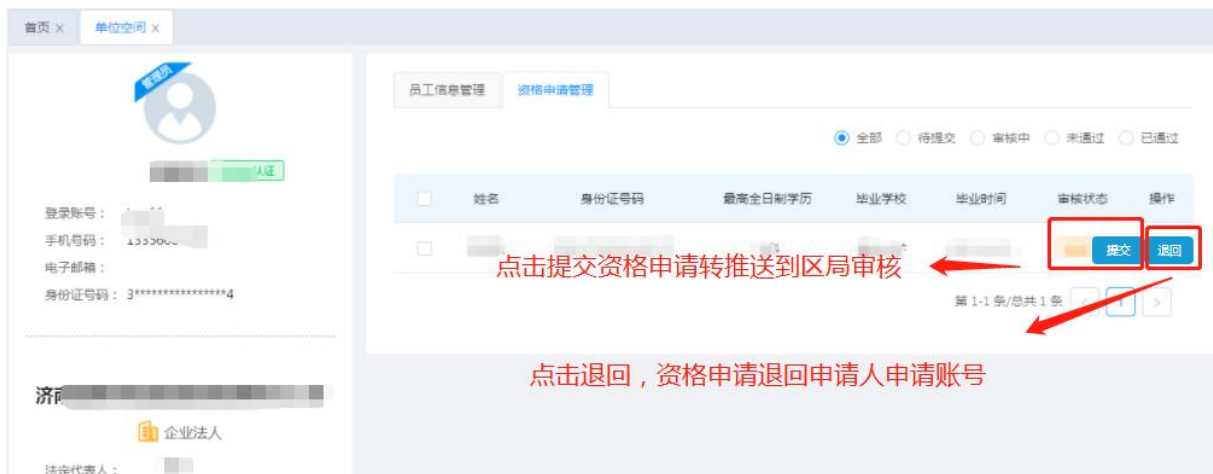 首页 × 单位空间 ×
管理员
认证
登录账号：
手机号码：
电子邮箱：
身份证号码：3****************4
济南
企业法人
法定代表人：
员工信息管理 资格申请管理
全部 待提交 审核中 未通过 已通过
姓名 身份证号码 最高全日制学历 毕业学校 毕业时间 审核状态 操作
提交 退回
点击提交资格申请转推送到区局审核
第 1-1 条/总共 1 条 < 1 >
点击退回，资格申请退回申请人申请账号